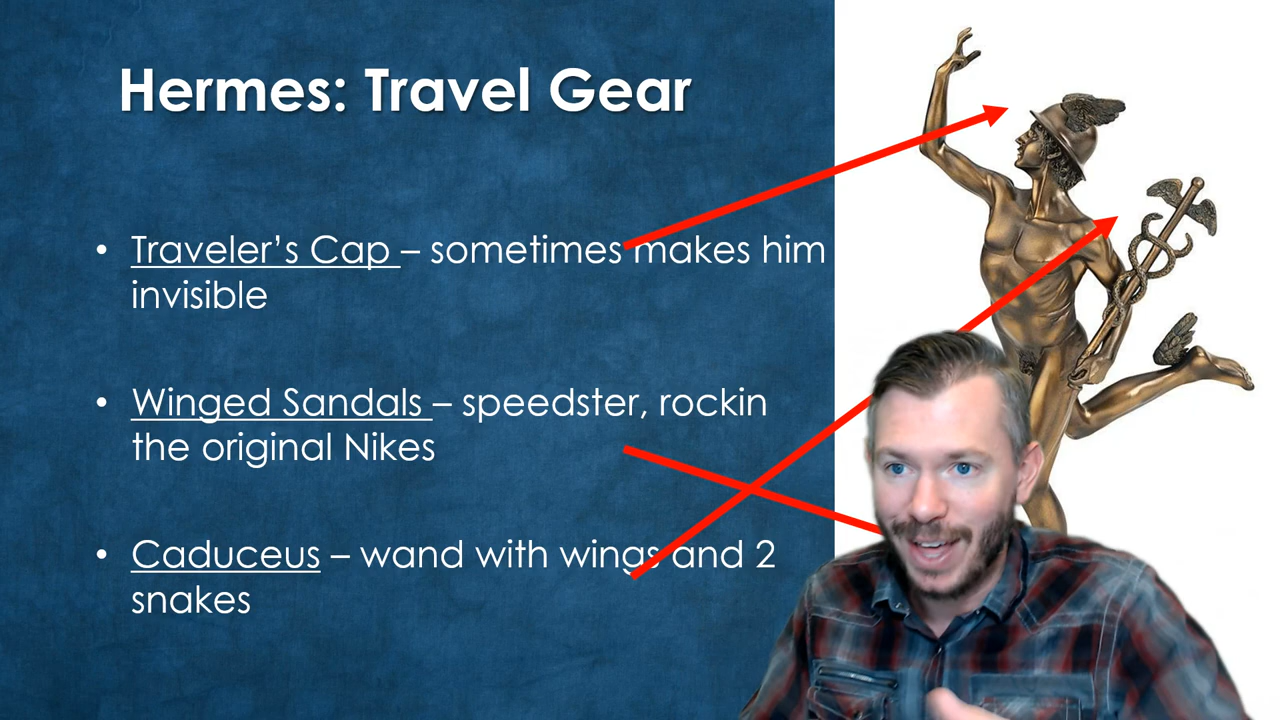 Hermes: Travel Gear
• Traveler’s Cap – sometimes makes him
invisible
• Winged Sandals – speedster, rockin
the original Nikes
• Caduceus – wand with wings and 2
snakes